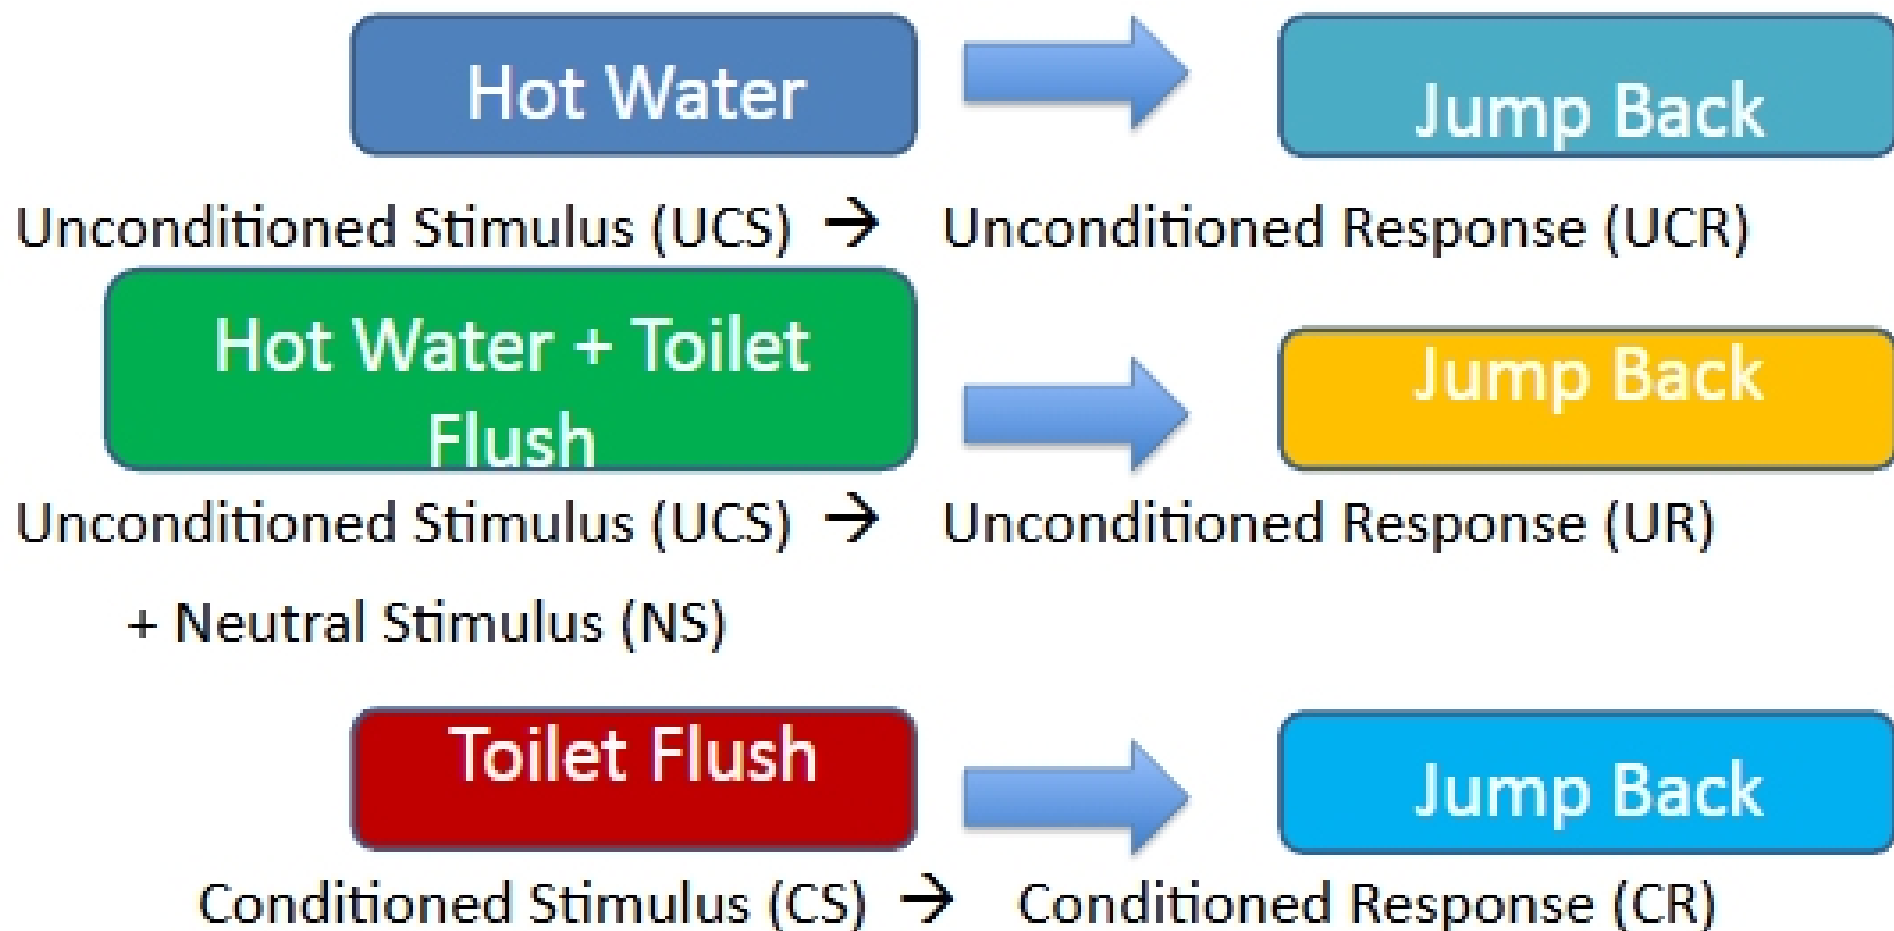 Hot Water
Jump Back
Unconditioned Stimulus (UCS) → Unconditioned Response (UCR)
Hot Water + Toilet
Flush
Jump Back
Unconditioned Stimulus (UCS) → Unconditioned Response (UR)
+ Neutral Stimulus (NS)
Toilet Flush
Jump Back
Conditioned Stimulus (CS) → Conditioned Response (CR)